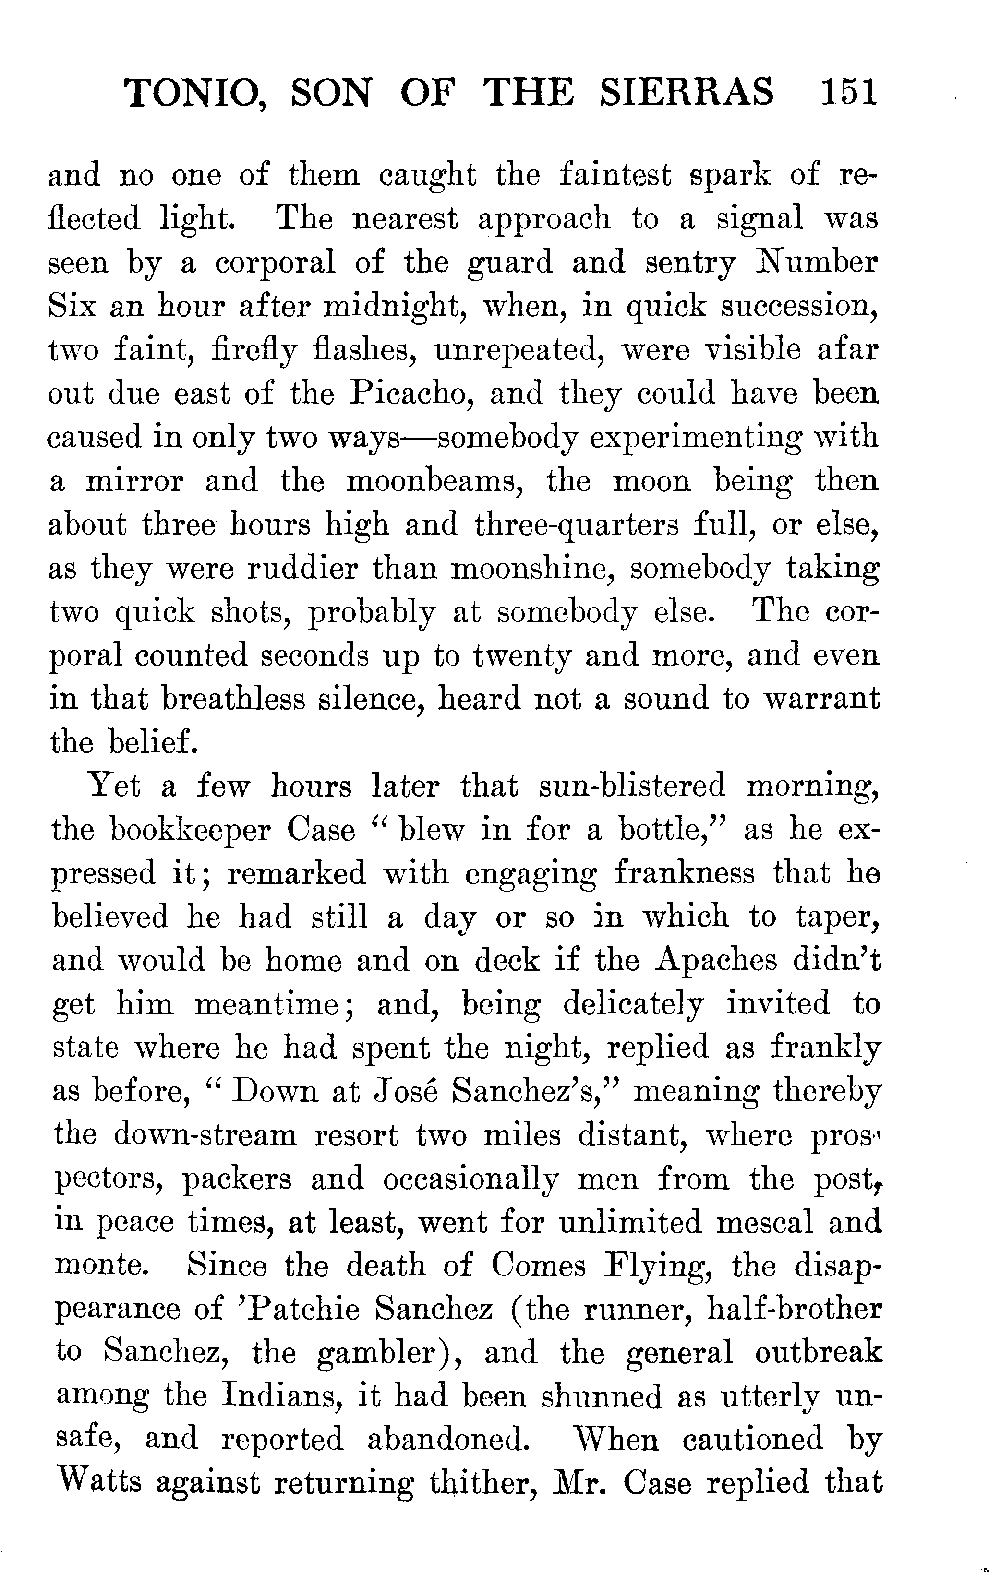 TONIO, SON OF THE SIERRAS 151
and no one of them caught the faintest spark of re-
flected light. The nearest approach to a signal was
seen by a corporal of the guard and sentry Number
Six an hour after midnight, when, in quick succession,
two faint, firefly flashes, unrepeated, were visible afar
out due east of the Picacho, and they could have been
caused in only two ways—somebody experimenting with
a mirror and the moonbeams, the moon being then
about three hours high and three-quarters full, or else,
as they were ruddier than moonshine, somebody taking
two quick shots, probably at somebody else. The cor-
poral counted seconds up to twenty and more, and even
in that breathless silence, heard not a sound to warrant
the belief.
Yet a few hours later that sun-blistered morning,
the bookkeeper Case “ blew in for a bottle,” as he ex-
pressed it; remarked with engaging frankness that he
believed he had still a day or so in which to taper,
and would be home and on deck if the Apaches didn’t
get him meantime; and, being delicately invited to
state where he had spent the night, replied as frankly
as before, “ Down at José Sanchez’s,” meaning thereby
the down-stream resort two miles distant, where pros-
pectors, packers and occasionally men from the post,
in peace times, at least, went for unlimited mescal and
monte. Since the death of Comes Flying, the disap-
pearance of ’Patchie Sanchez (the runner, half-brother
to Sanchez, the gambler), and the general outbreak
among the Indians, it had been shunned as utterly un-
safe, and reported abandoned. When cautioned by
Watts against returning thither, Mr. Case replied that